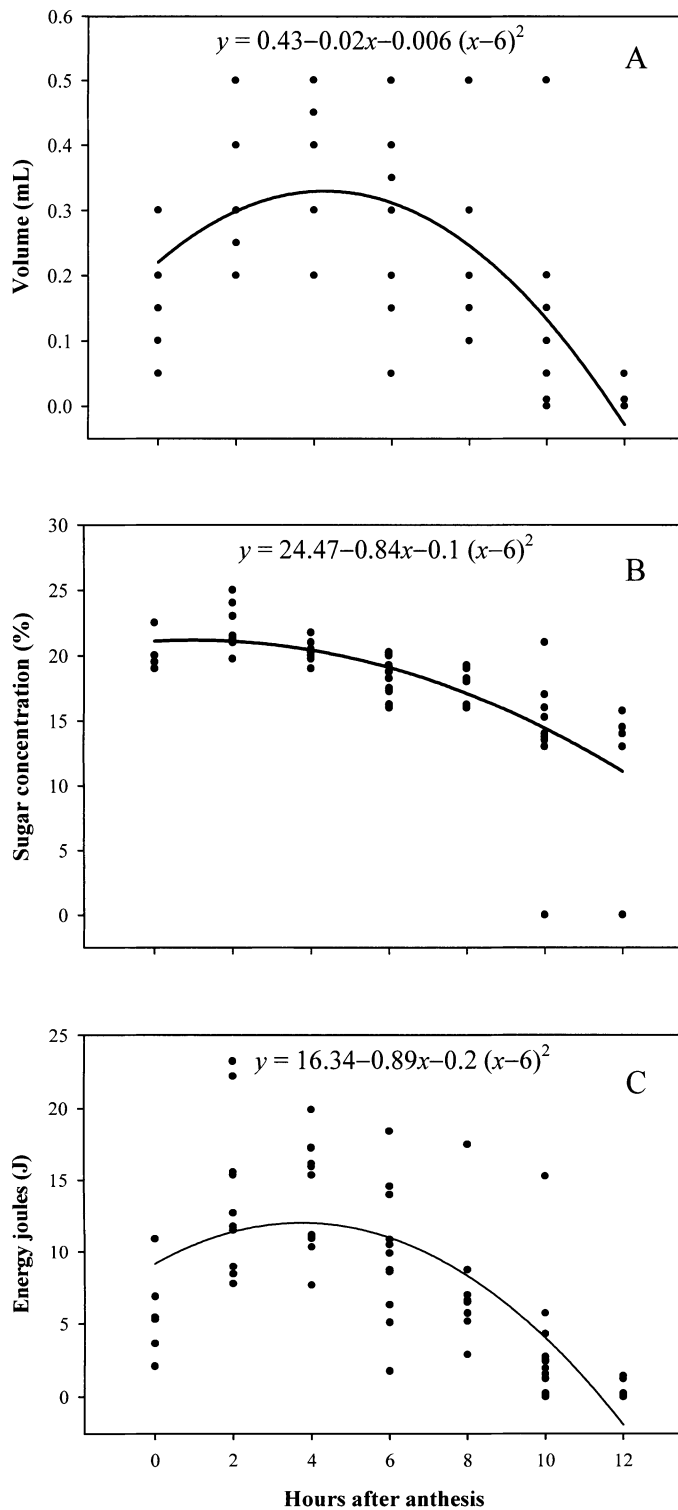 y = 0.43–0.02x–0.006 (x–6)²
A
0.6
0.5
0.4
0.3
0.2
0.1
0.0
Volume (mL)
y = 24.47–0.84x–0.1 (x–6)²
B
30
25
20
15
10
5
0
Sugar concentration (%)
y = 16.34–0.89x–0.2 (x–6)²
C
25
20
15
10
5
0
Energy joules (J)
0 2 4 6 8 10 12
Hours after anthesis